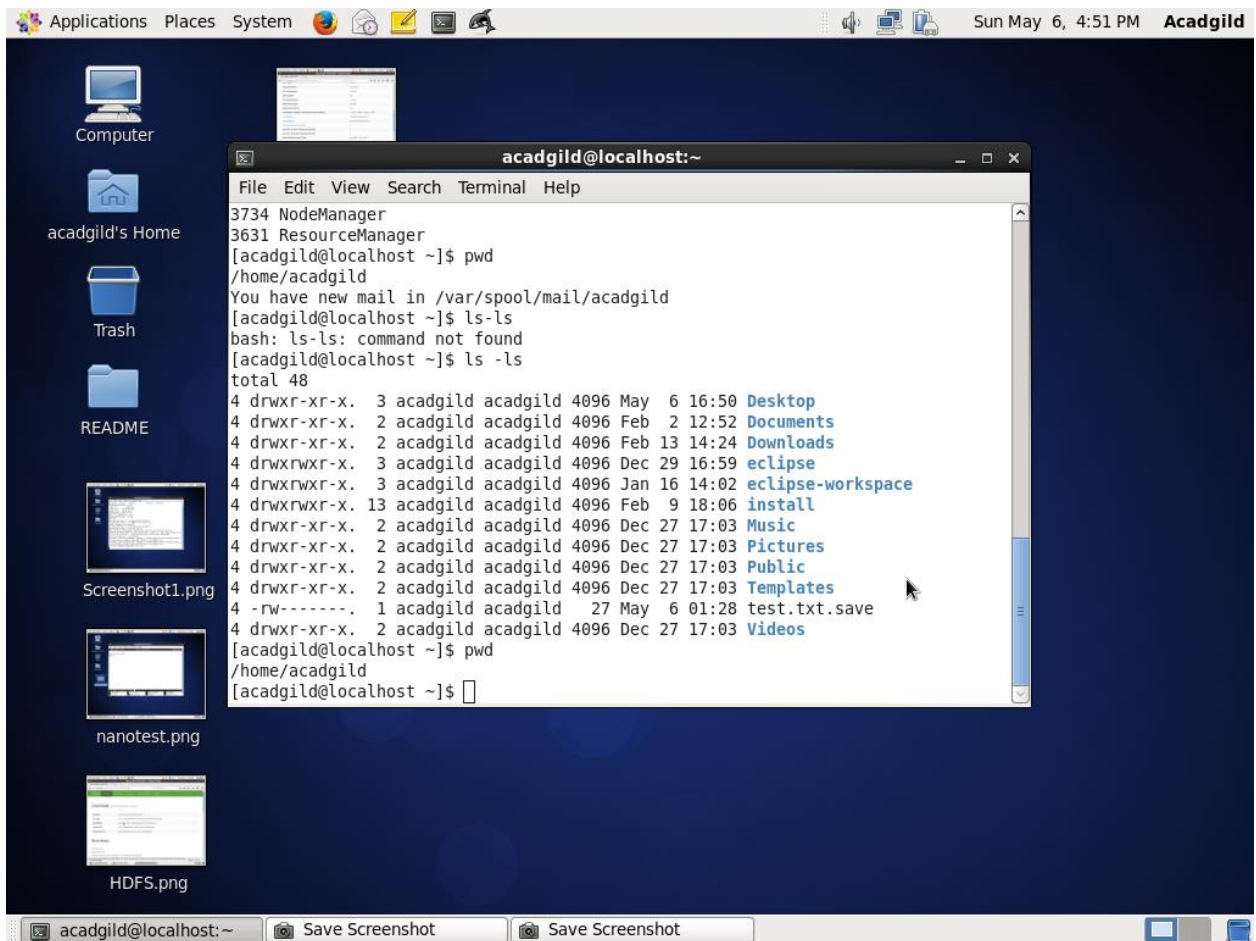 Applications Places System Sun May 6, 4:51 PM Acadgild
Computer
acadgild's Home
Trash
README
Screenshot1.png
nanotest.png
HDFS.png
acadgild@localhost:~
File Edit View Search Terminal Help
3734 NodeManager
3631 ResourceManager
[acadgild@localhost ~]$ pwd
/home/acadgild
You have new mail in /var/spool/mail/acadgild
[acadgild@localhost ~]$ ls-ls
bash: ls-ls: command not found
[acadgild@localhost ~]$ ls -ls
total 48
4 drwxr-xr-x.  3 acadgild acadgild 4096 May  6 16:50 Desktop
4 drwxr-xr-x.  2 acadgild acadgild 4096 Feb  2 12:52 Documents
4 drwxr-xr-x.  2 acadgild acadgild 4096 Feb 13 14:24 Downloads
4 drwxrwxr-x.  3 acadgild acadgild 4096 Dec 29 16:59 eclipse
4 drwxrwxr-x.  3 acadgild acadgild 4096 Jan 16 14:02 eclipse-workspace
4 drwxrwxr-x. 13 acadgild acadgild 4096 Feb  9 18:06 install
4 drwxr-xr-x.  2 acadgild acadgild 4096 Dec 27 17:03 Music
4 drwxr-xr-x.  2 acadgild acadgild 4096 Dec 27 17:03 Pictures
4 drwxr-xr-x.  2 acadgild acadgild 4096 Dec 27 17:03 Public
4 drwxr-xr-x.  2 acadgild acadgild 4096 Dec 27 17:03 Templates
4 -rw-------.  1 acadgild acadgild   27 May  6 01:28 test.txt.save
4 drwxr-xr-x.  2 acadgild acadgild 4096 Dec 27 17:03 Videos
[acadgild@localhost ~]$ pwd
/home/acadgild
[acadgild@localhost ~]$
acadgild@localhost:~ Save Screenshot Save Screenshot